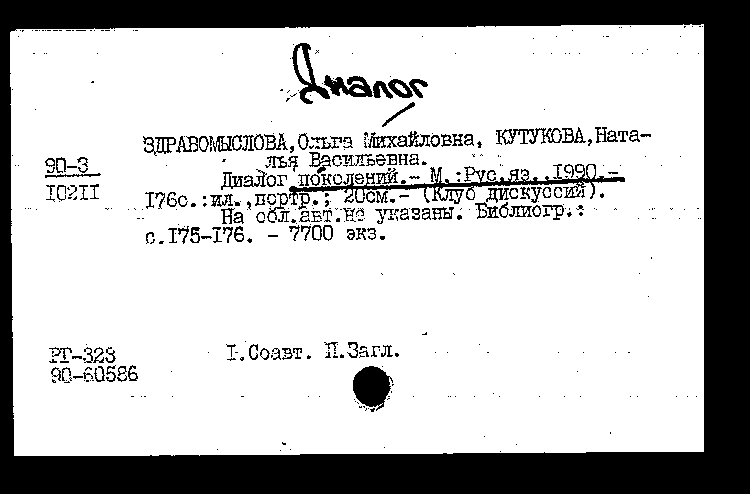 Диалог
ЗДРАВОМЫСЛОВА, Ольга Михайловна, КУТУКОВА, Ната-
лья Васильевна.
90-3
Диалог поколений.- М.:Рус.яз.,1990.-
10211
176с.:ил.,портр.; 20см.- (Клуб дискуссий).
На обл.авт.не указаны. Библиогр.:
с.175-176. - 7700 экз.
РГ-323
I.Соавт. П.Загл.
90-60586